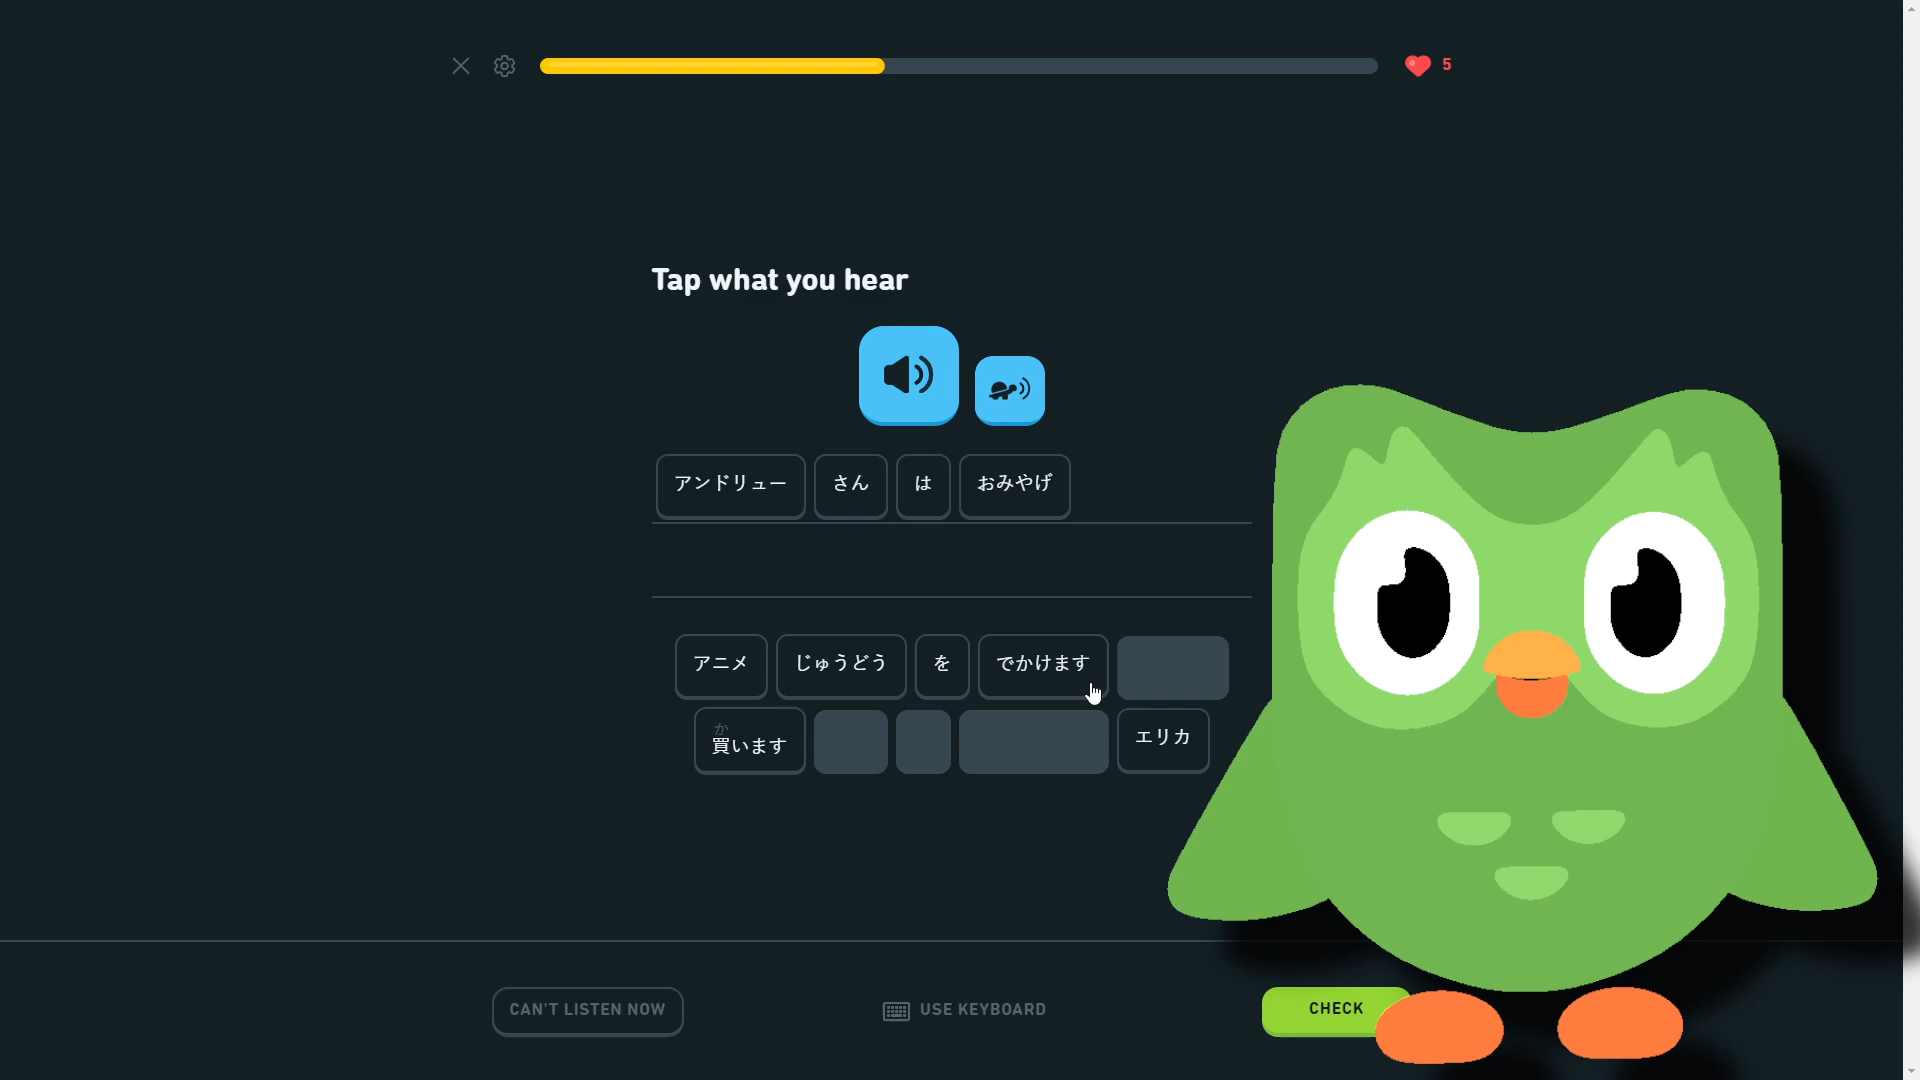 5
Tap what you hear
アンドリュー さん は おみやげ
アニメ じゅうどう を でかけます
か
買います エリカ
CAN'T LISTEN NOW USE KEYBOARD CHECK